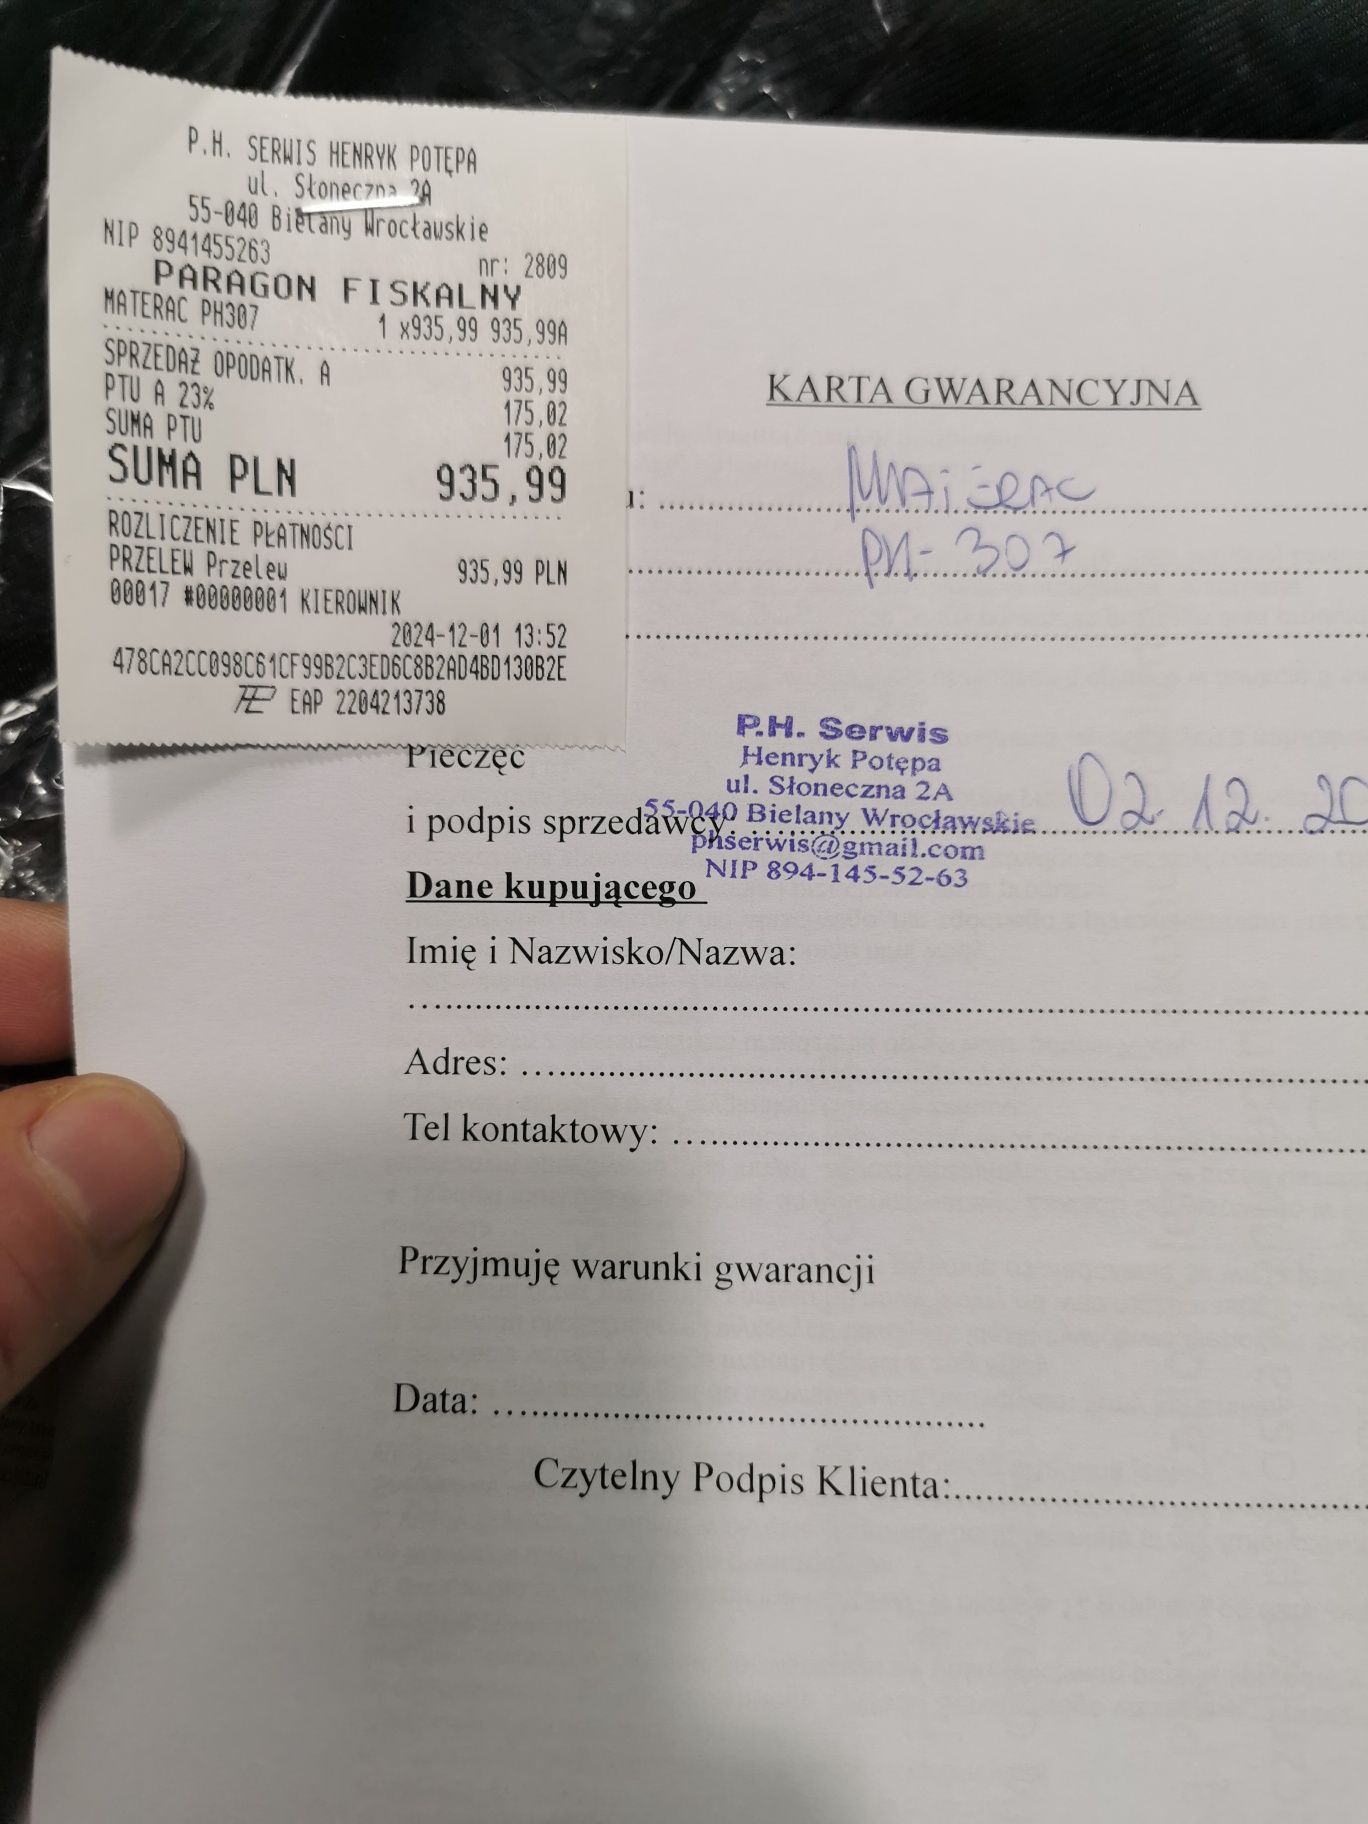 P.H. SERWIS HENRYK POTĘPA
ul. Słoneczna 2A
55-040 Bielany Wrocławskie
NIP 8941455263 nr: 2809
PARAGON FISKALNY
MATERAC PH307 1 x935,99 935,99A
SPRZEDAŻ OPODATK. A 935,99
PTU A 23% 175,02
SUMA PTU 175,02
SUMA PLN 935,99
ROZLICZENIE PŁATNOŚCI
PRZELEW Przelew 935,99 PLN
00017 #00000001 KIEROWNIK
2024-12-01 13:52
478CA2CC098C61CF99B2C3ED6C8B2AD4BD130B2E
EAP 2204213738
KARTA GWARANCYJNA
MATERAC
PH-307
Pieczęć
i podpis sprzedawcy:
P.H. Serwis
Henryk Potępa
ul. Słoneczna 2A
55-040 Bielany Wrocławskie
phserwis@gmail.com
NIP 894-145-52-63
02.12.20
Dane kupującego
Imię i Nazwisko/Nazwa:
Adres:
Tel kontaktowy:
Przyjmuję warunki gwarancji
Data:
Czytelny Podpis Klienta: